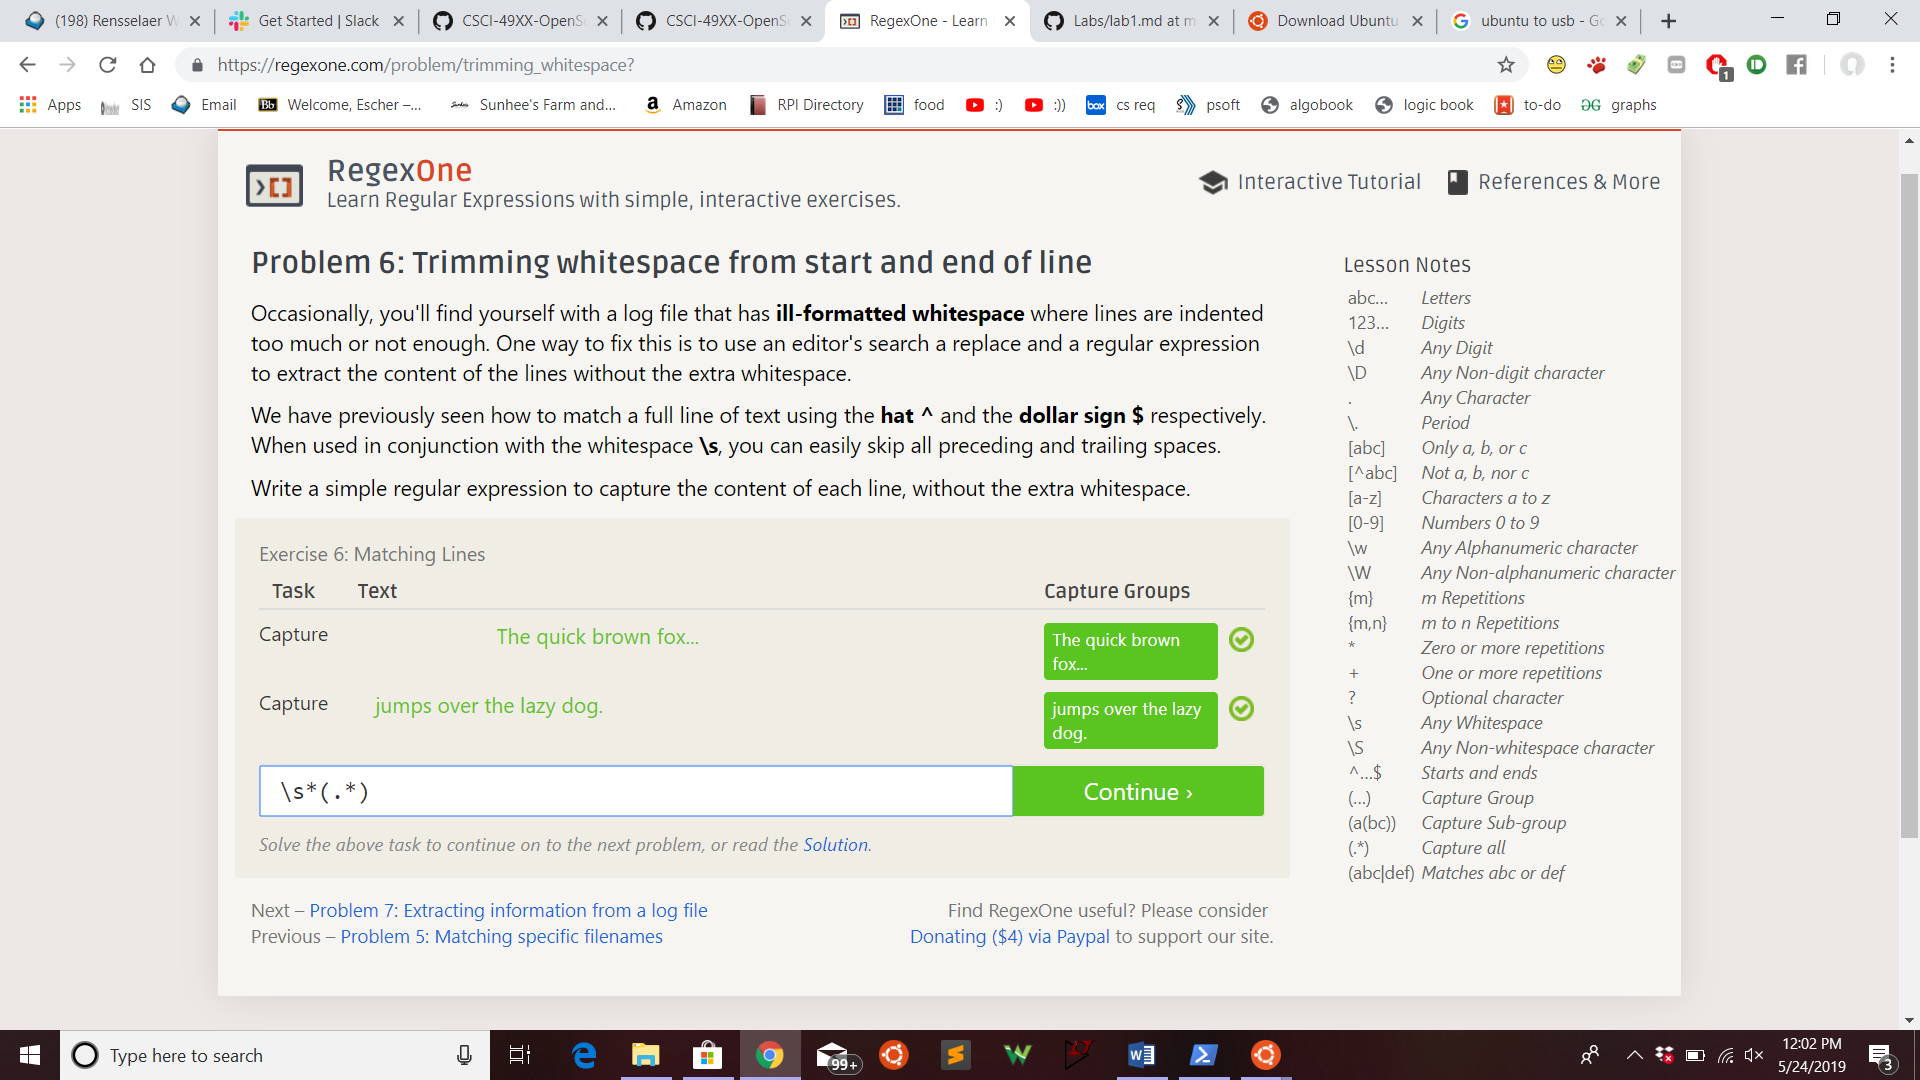 (198) Rensselaer W
Get Started | Slack
CSCI-49XX-OpenS
CSCI-49XX-OpenS
RegexOne - Learn
Labs/lab1.md at m
Download Ubuntu
ubuntu to usb - Go
https://regexone.com/problem/trimming_whitespace?
1
Apps
SIS
Email
Bb
Welcome, Escher –...
Sunhee's Farm and...
Amazon
RPI Directory
food
:)
:))
box
cs req
psoft
algobook
logic book
to-do
graphs
RegexOne
Learn Regular Expressions with simple, interactive exercises.
Interactive Tutorial
References & More
Problem 6: Trimming whitespace from start and end of line
Occasionally, you'll find yourself with a log file that has ill-formatted whitespace where lines are indented
too much or not enough. One way to fix this is to use an editor's search a replace and a regular expression
to extract the content of the lines without the extra whitespace.
We have previously seen how to match a full line of text using the hat ^ and the dollar sign $ respectively.
When used in conjunction with the whitespace \s, you can easily skip all preceding and trailing spaces.
Write a simple regular expression to capture the content of each line, without the extra whitespace.
Exercise 6: Matching Lines
Task Text Capture Groups
Capture The quick brown fox... The quick brown
fox...
Capture jumps over the lazy dog. jumps over the lazy
dog.
\s*(.*)
Continue ›
Solve the above task to continue on to the next problem, or read the Solution.
Next – Problem 7: Extracting information from a log file
Previous – Problem 5: Matching specific filenames
Find RegexOne useful? Please consider
Donating ($4) via Paypal to support our site.
Lesson Notes
abc... Letters
123... Digits
\d Any Digit
\D Any Non-digit character
. Any Character
\. Period
[abc] Only a, b, or c
[^abc] Not a, b, nor c
[a-z] Characters a to z
[0-9] Numbers 0 to 9
\w Any Alphanumeric character
\W Any Non-alphanumeric character
{m} m Repetitions
{m,n} m to n Repetitions
* Zero or more repetitions
+ One or more repetitions
? Optional character
\s Any Whitespace
\S Any Non-whitespace character
^...$ Starts and ends
(...) Capture Group
(a(bc)) Capture Sub-group
(.*) Capture all
(abc|def) Matches abc or def
Type here to search
99+
12:02 PM
5/24/2019
3